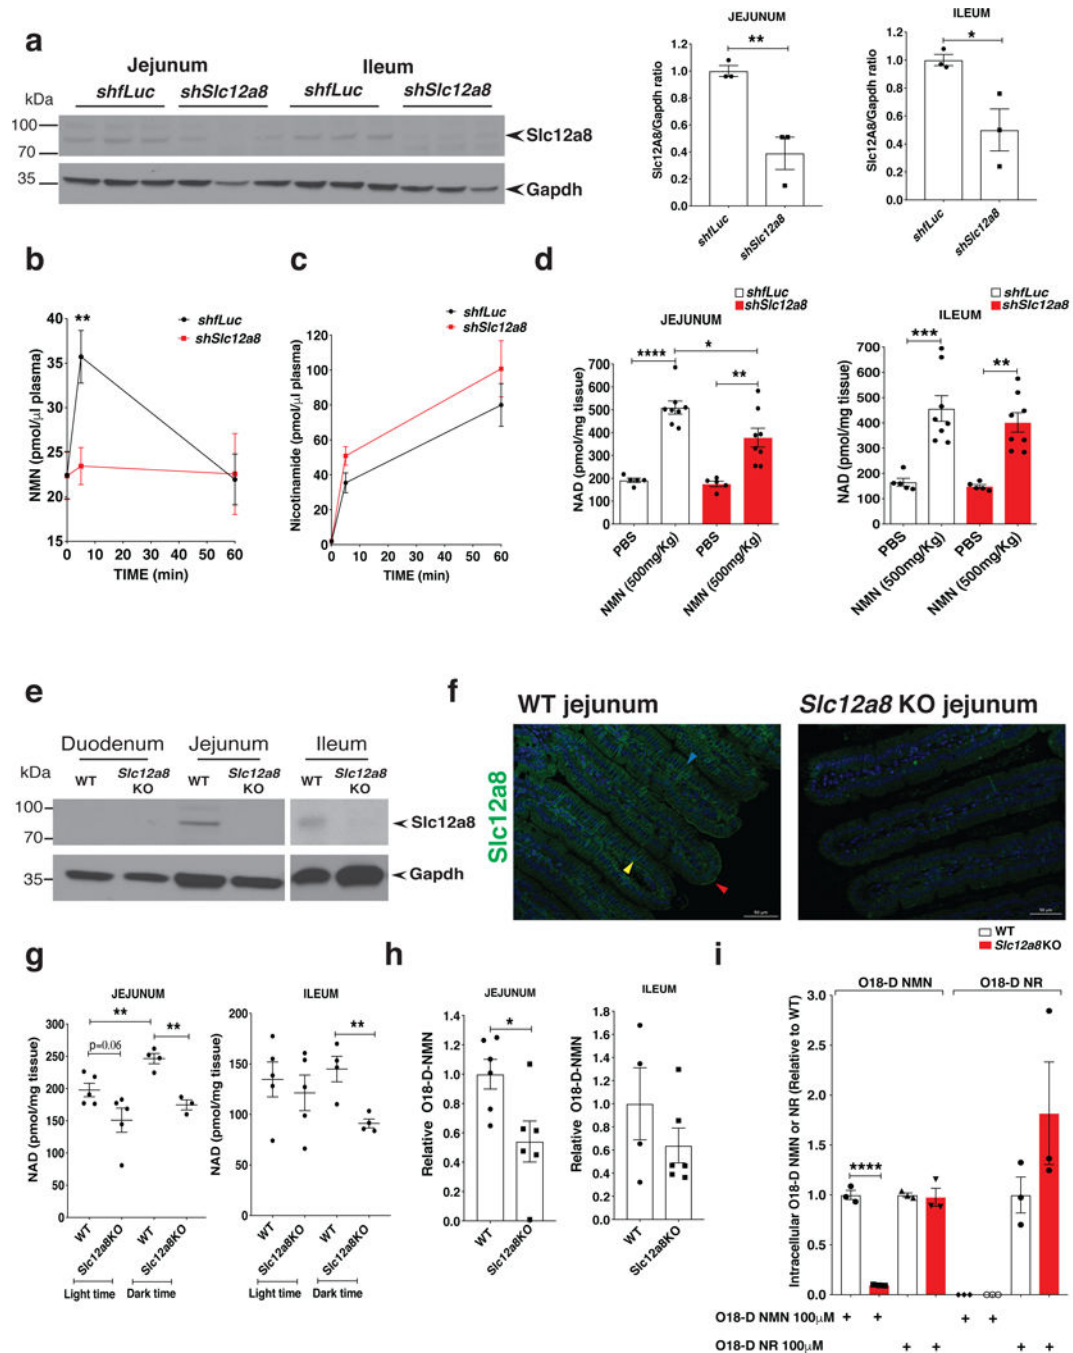 a
Jejunum
Ileum
shfLuc
shSlc12a8
shfLuc
shSlc12a8
kDa
100
70
35
Slc12a8
Gapdh
JEJUNUM
**
Slc12A8/Gapdh ratio
1.2
1.0
0.8
0.6
0.4
0.2
0.0
shfLuc
shSlc12a8
ILEUM
*
Slc12A8/Gapdh ratio
1.2
1.0
0.8
0.6
0.4
0.2
0.0
shfLuc
shSlc12a8
b
shfLuc
shSlc12a8
**
NMN (pmol/µl plasma)
40
35
30
25
20
15
0 10 20 30 40 50 60
TIME (min)
c
shfLuc
shSlc12a8
Nicotinamide (pmol/µl plasma)
120
100
80
60
40
20
0
0 10 20 30 40 50 60
TIME (min)
d
shfLuc
shSlc12a8
JEJUNUM
****
*
**
NAD (pmol/mg tissue)
700
600
500
400
300
200
100
0
PBS
NMN (500mg/Kg)
PBS
NMN (500mg/Kg)
shfLuc
shSlc12a8
ILEUM
***
**
NAD (pmol/mg tissue)
700
600
500
400
300
200
100
0
PBS
NMN (500mg/Kg)
PBS
NMN (500mg/Kg)
e
Duodenum
Jejunum
Ileum
kDa
WT
Slc12a8
KO
WT
Slc12a8
KO
WT
Slc12a8
KO
100
70
35
Slc12a8
Gapdh
f
WT jejunum
Slc12a8 KO jejunum
Slc12a8
50 µm
50 µm
g
JEJUNUM
**
p=0.06
**
NAD (pmol/mg tissue)
300
250
200
150
100
50
0
WT
Slc12a8KO
WT
Slc12a8KO
Light time
Dark time
ILEUM
**
NAD (pmol/mg tissue)
200
150
100
50
0
WT
Slc12a8KO
WT
Slc12a8KO
Light time
Dark time
h
JEJUNUM
*
Relative O18-D-NMN
1.4
1.2
1.0
0.8
0.6
0.4
0.2
0.0
WT
Slc12a8KO
ILEUM
Relative O18-D-NMN
1.8
1.6
1.4
1.2
1.0
0.8
0.6
0.4
0.2
0.0
WT
Slc12a8KO
i
WT
Slc12a8KO
O18-D NMN
O18-D NR
****
Intracellular O18-D NMN or NR (Relative to WT)
3.0
2.5
2.0
1.5
1.0
0.5
0.0
O18-D NMN 100µM + + + +
O18-D NR 100µM + + + +